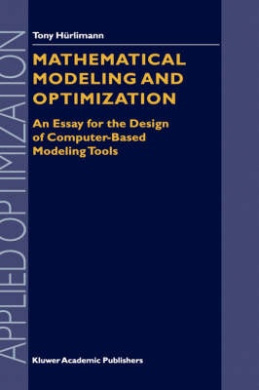 Tony Hürlimann
MATHEMATICAL
MODELING AND
OPTIMIZATION
An Essay for the Design
of Computer-Based
Modeling Tools
APPLIED OPTIMIZATION
Kluwer Academic Publishers